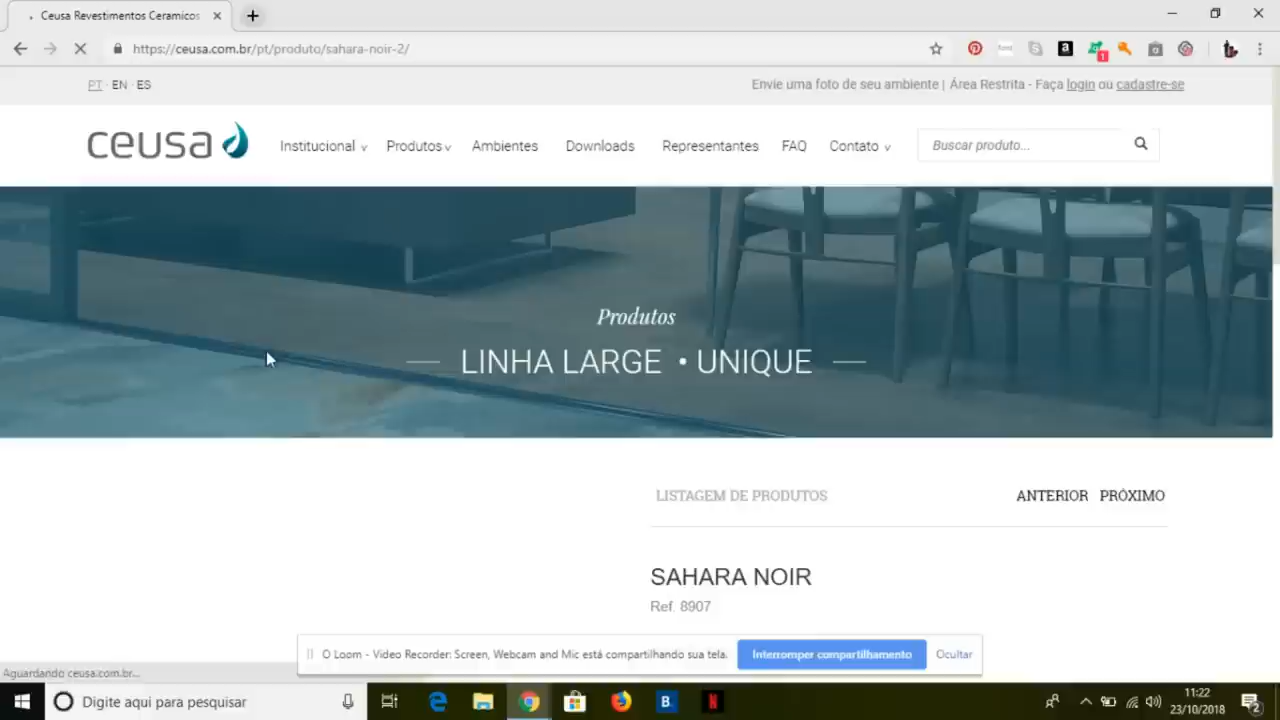 Ceusa Revestimentos Ceramicos
https://ceusa.com.br/pt/produto/sahara-noir-2/
PT · EN · ES
Envie uma foto de seu ambiente | Área Restrita - Faça login ou cadastre-se
ceusa
Institucional
Produtos
Ambientes
Downloads
Representantes
FAQ
Contato
Buscar produto...
Produtos
LINHA LARGE • UNIQUE
LISTAGEM DE PRODUTOS
ANTERIOR PRÓXIMO
SAHARA NOIR
Ref. 8907
O Loom - Video Recorder: Screen, Webcam and Mic está compartilhando sua tela.
Interromper compartilhamento
Ocultar
Aguardando ceusa.com.br...
Digite aqui para pesquisar
11:22
23/10/2018